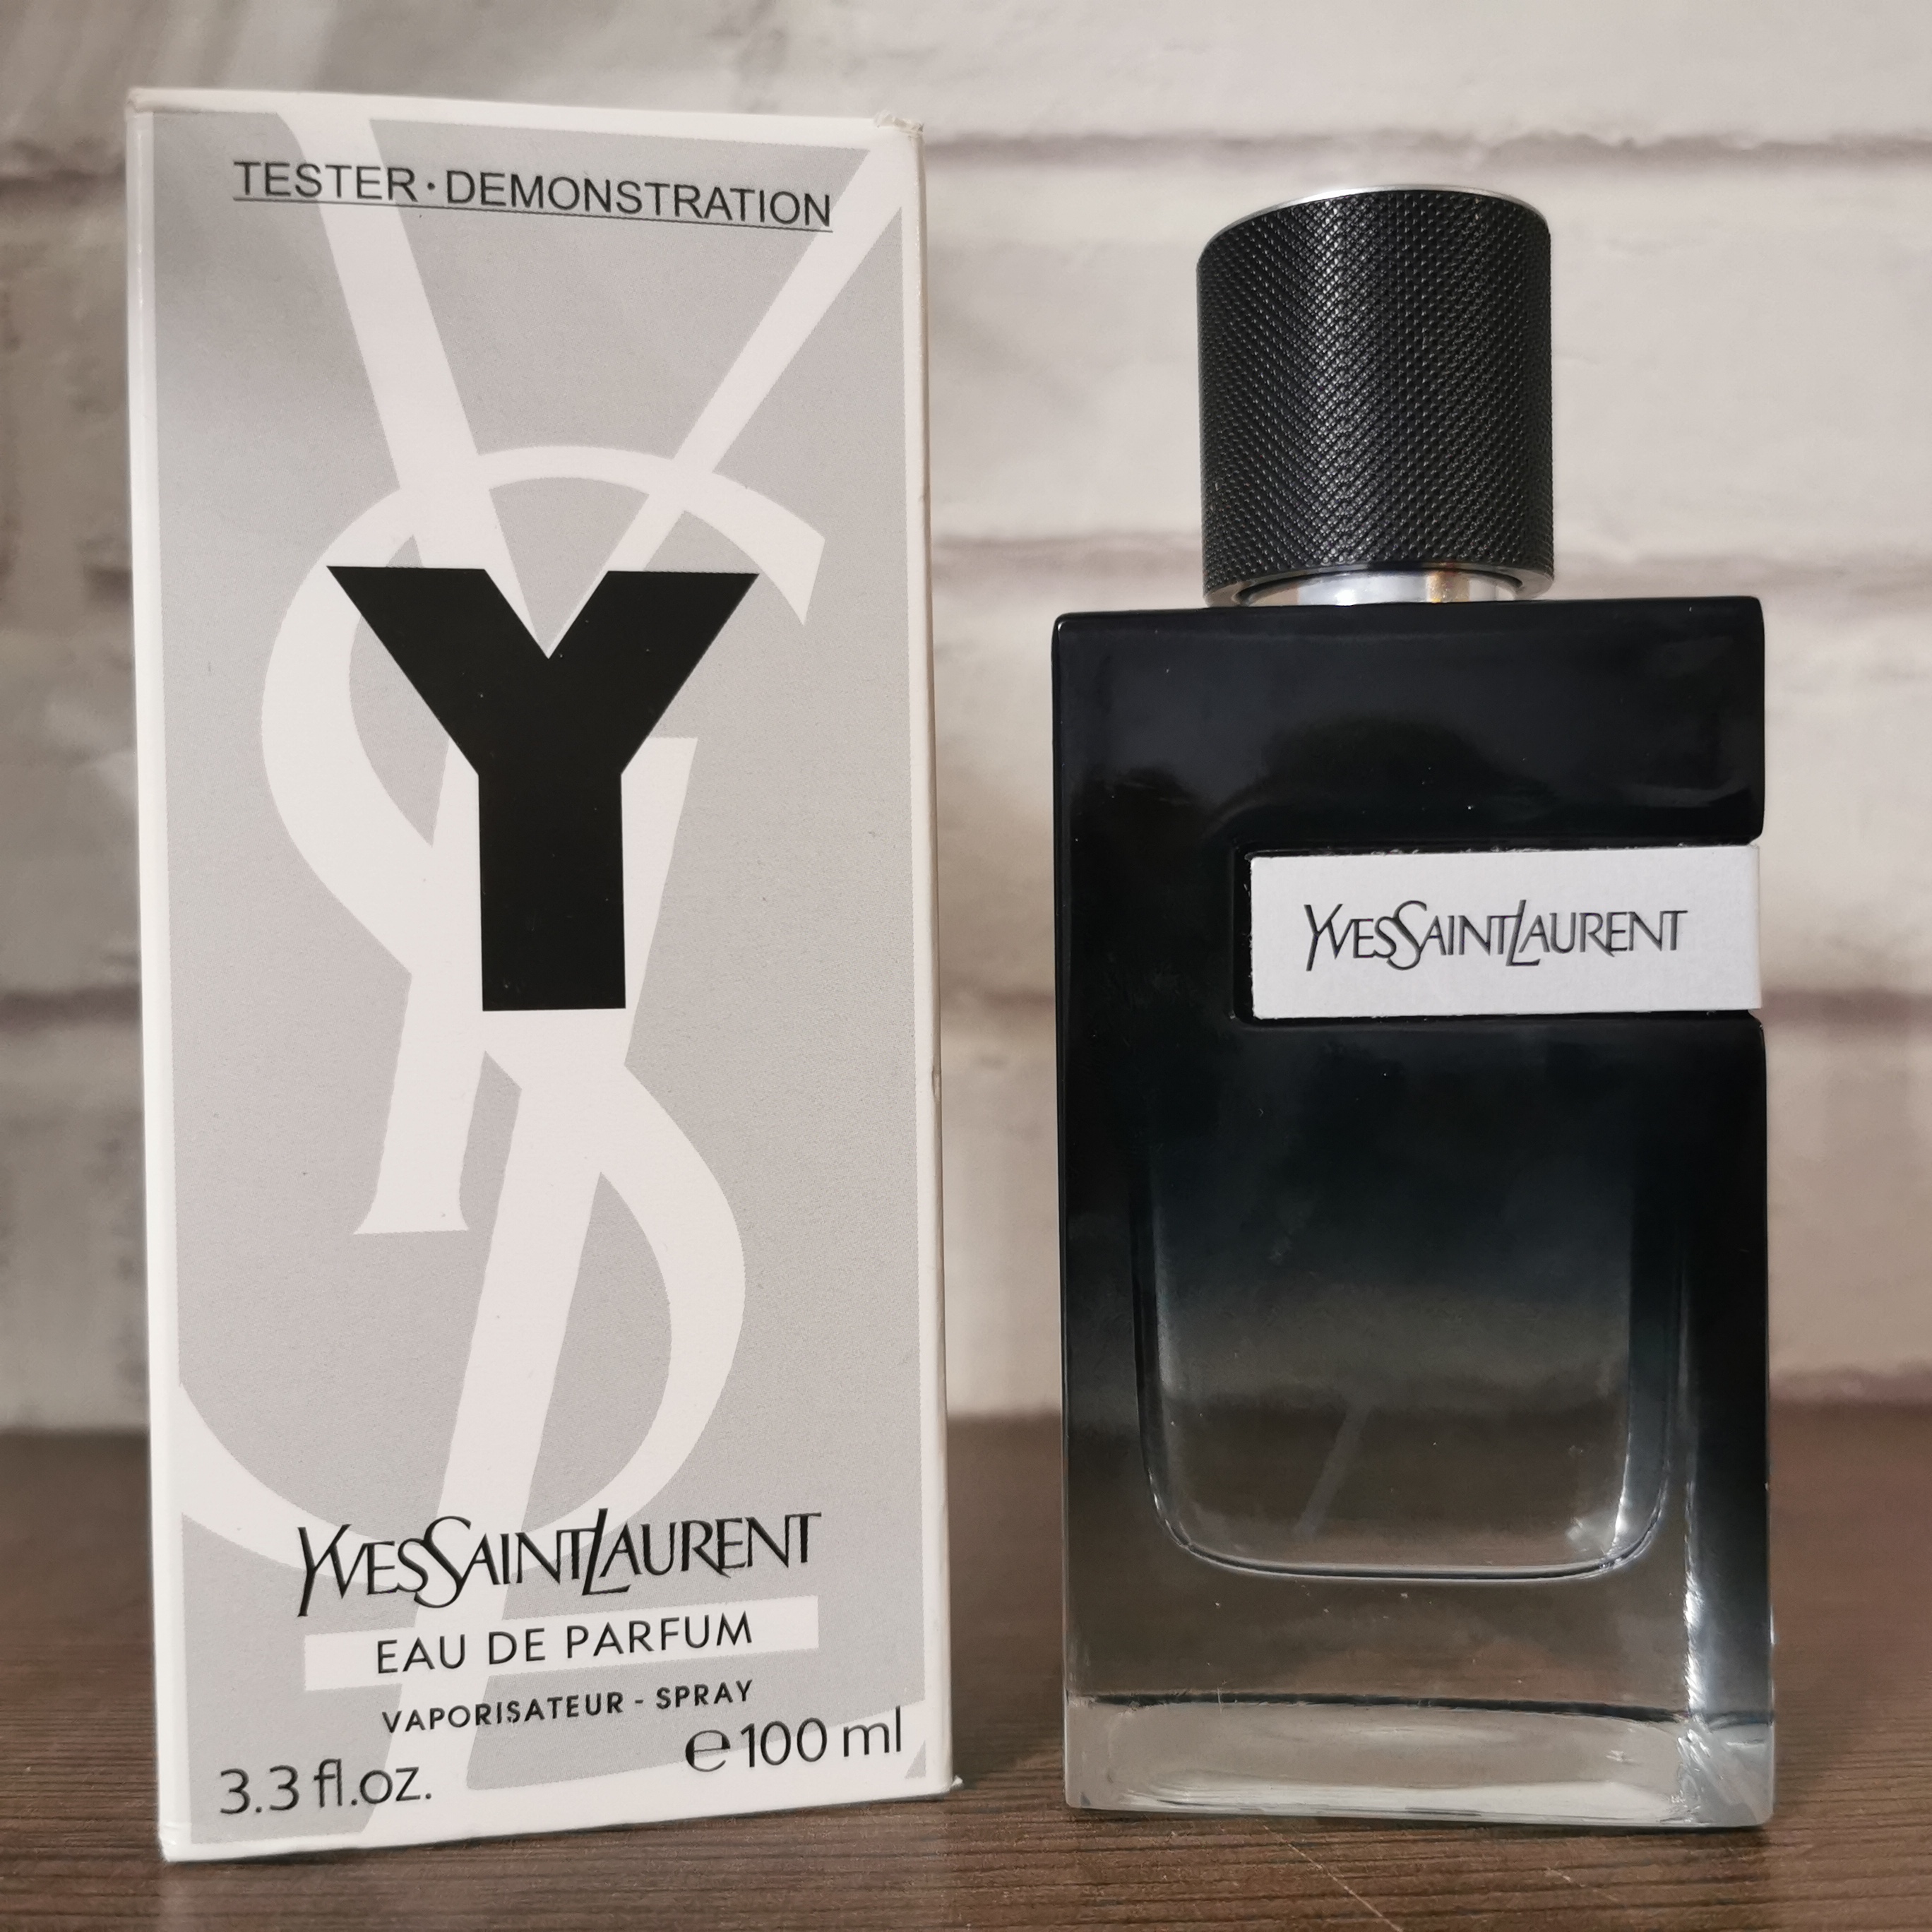 TESTER·DEMONSTRATION
Y
YVESSAINTLAURENT
EAU DE PARFUM
VAPORISATEUR - SPRAY
3.3 fl.oz.
℮100 ml
YVESSAINTLAURENT